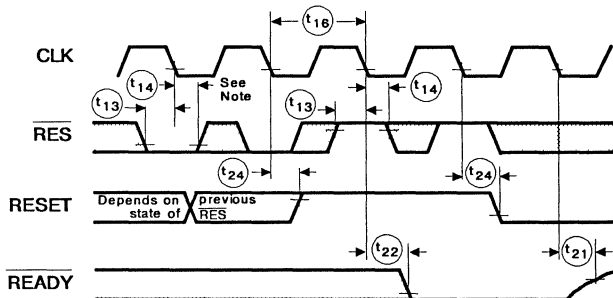 t16
CLK
t14
See
Note
t14
t13
t13
RES
t24
t24
RESET
Depends on
state of
previous
RES
t22
t21
READY